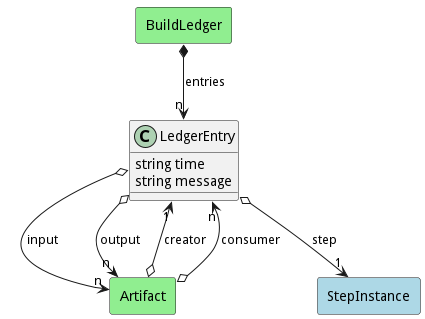 BuildLedger
entries
n
C LedgerEntry
string time
string message
1 n
input output creator consumer step
n n 1
Artifact StepInstance